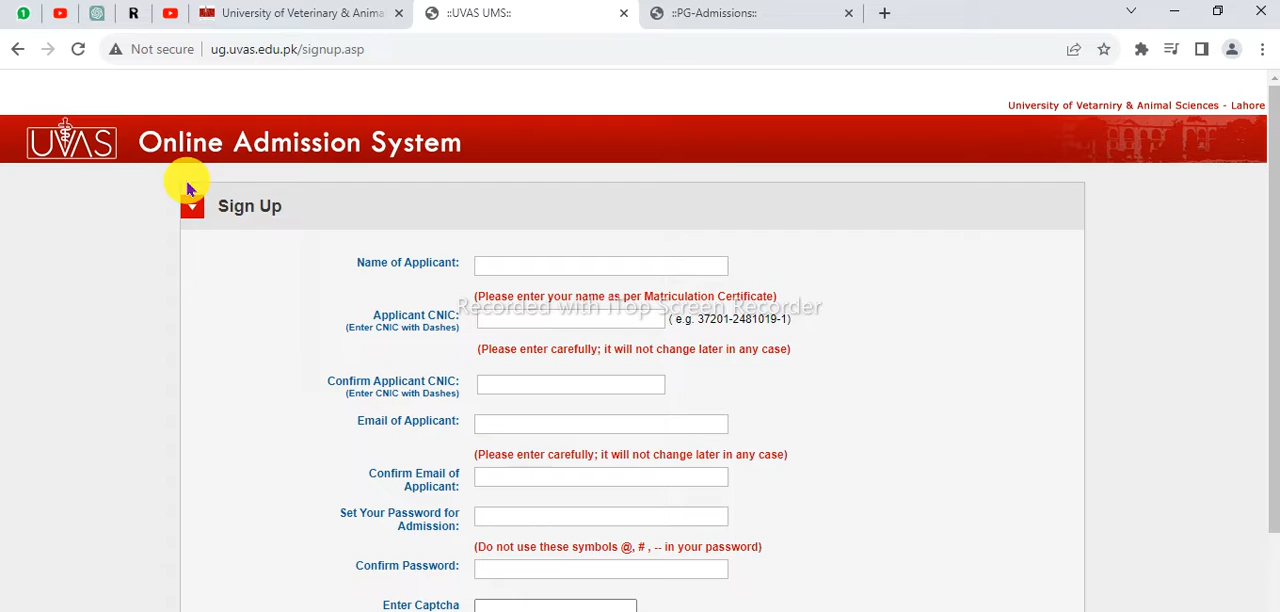 University of Veterinary & Anima
::UVAS UMS::
::PG-Admissions::
Not secure
ug.uvas.edu.pk/signup.asp
University of Vetarniry & Animal Sciences - Lahore
UVAS
Online Admission System
Sign Up
Name of Applicant:
(Please enter your name as per Matriculation Certificate)
Recorded with iTop Screen Recorder
Applicant CNIC:
(Enter CNIC with Dashes)
( e.g. 37201-2481019-1)
(Please enter carefully; it will not change later in any case)
Confirm Applicant CNIC:
(Enter CNIC with Dashes)
Email of Applicant:
(Please enter carefully; it will not change later in any case)
Confirm Email of
Applicant:
Set Your Password for
Admission:
(Do not use these symbols @, # , -- in your password)
Confirm Password:
Enter Captcha